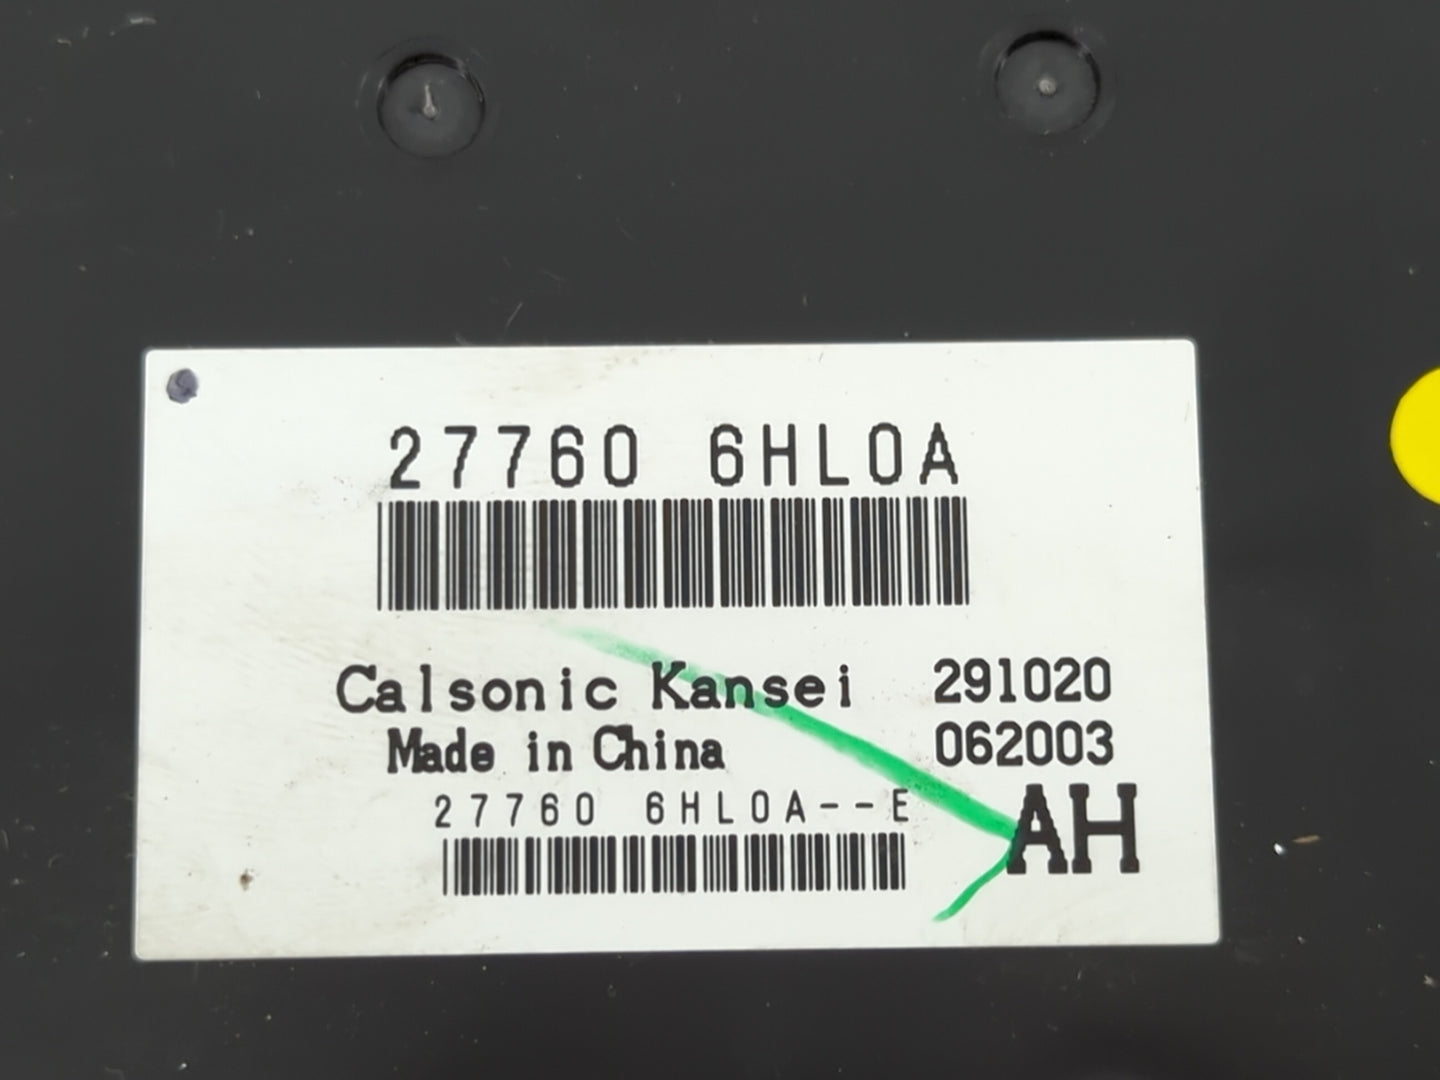 27760 6HL0A
Calsonic Kansei 291020
Made in China 062003
27760 6HL0A--E
AH